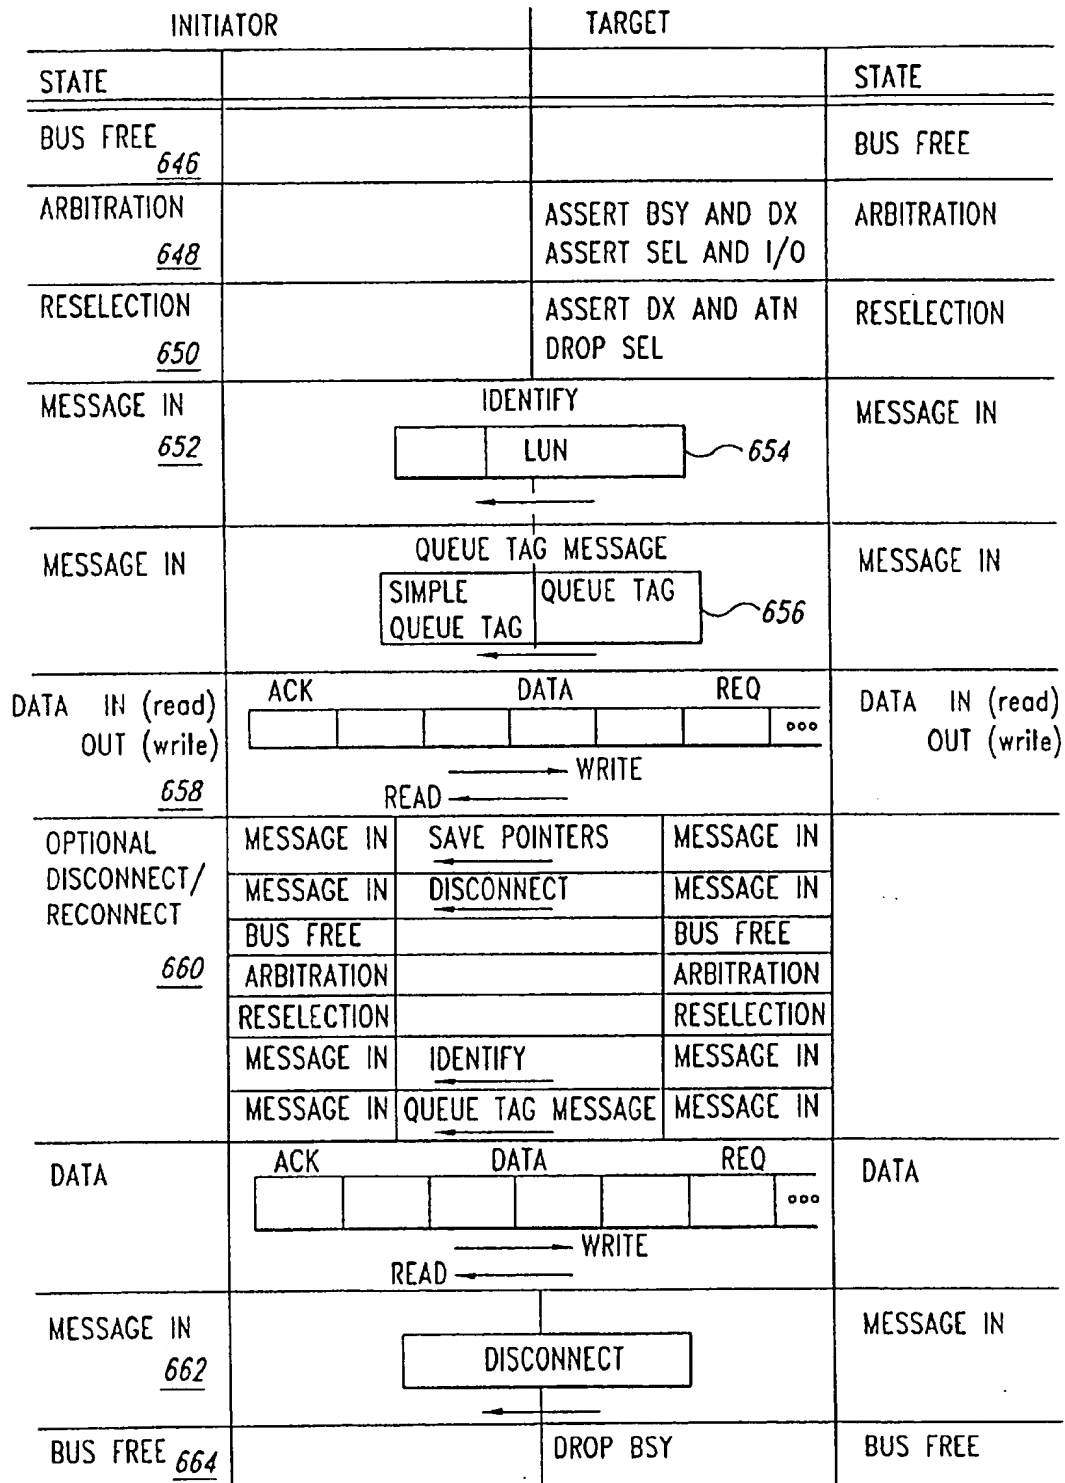 INITIATOR TARGET
STATE STATE
BUS FREE BUS FREE
646
ARBITRATION ASSERT BSY AND DX ARBITRATION
648 ASSERT SEL AND I/O
RESELECTION ASSERT DX AND ATN RESELECTION
650 DROP SEL
MESSAGE IN IDENTIFY MESSAGE IN
652 LUN 654
MESSAGE IN QUEUE TAG MESSAGE MESSAGE IN
SIMPLE QUEUE TAG 656
QUEUE TAG
ACK DATA REQ
DATA IN (read) ooo DATA IN (read)
OUT (write) OUT (write)
WRITE
658 READ
OPTIONAL MESSAGE IN SAVE POINTERS MESSAGE IN
DISCONNECT/ MESSAGE IN DISCONNECT MESSAGE IN
RECONNECT
BUS FREE BUS FREE
660 ARBITRATION ARBITRATION
RESELECTION RESELECTION
MESSAGE IN IDENTIFY MESSAGE IN
MESSAGE IN QUEUE TAG MESSAGE MESSAGE IN
DATA ACK DATA REQ DATA
ooo
WRITE
READ
MESSAGE IN MESSAGE IN
662 DISCONNECT
BUS FREE 664 DROP BSY BUS FREE